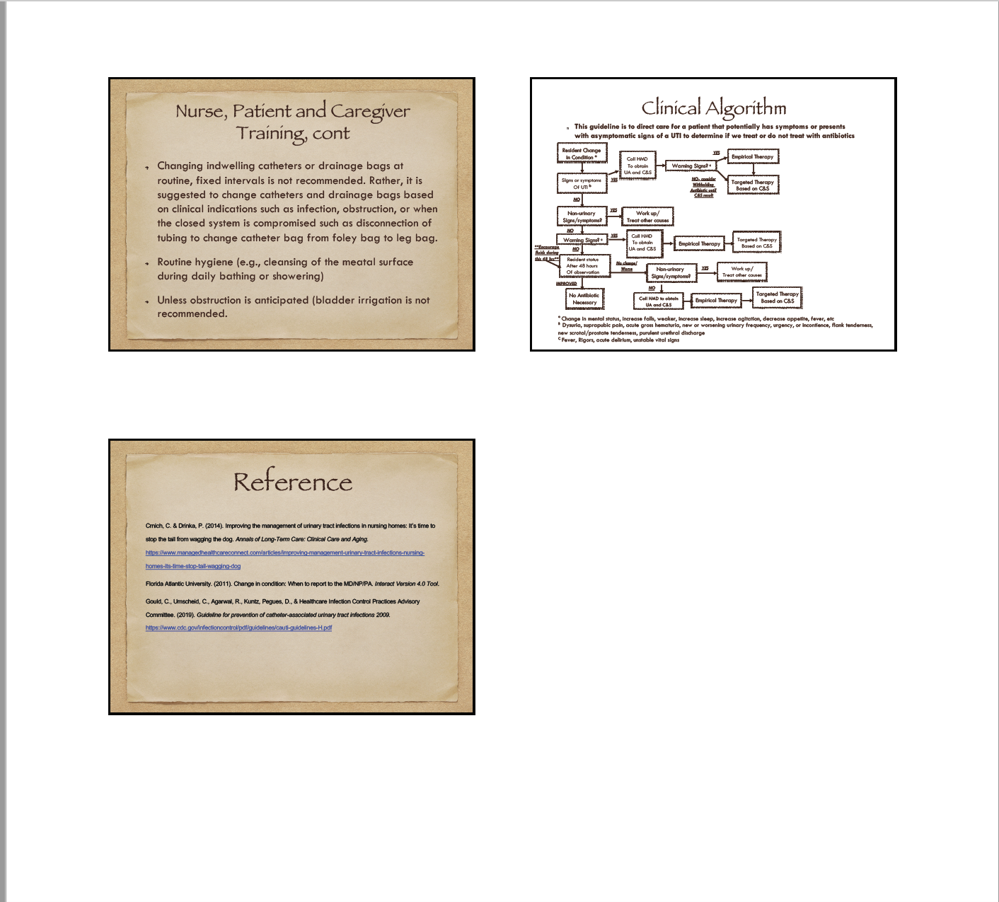 Nurse, Patient and Caregiver
Training, cont
Changing indwelling catheters or drainage bags at
routine, fixed intervals is not recommended. Rather, it is
suggested to change catheters and drainage bags based
on clinical indications such as infection, obstruction, or when
the closed system is compromised such as disconnection of
tubing to change catheter bag from foley bag to leg bag.
Routine hygiene (e.g., cleansing of the meatal surface
during daily bathing or showering)
Unless obstruction is anticipated (bladder irrigation is not
recommended.
Clinical Algorithm
This guideline is to direct care for a patient that potentially has symptoms or presents
with asymptomatic signs of a UTI to determine if we treat or do not treat with antibiotics
Resident Change
in Condition a
Signs or symptoms
Of UTI b
YES
Call HMD
To obtain
UA and C&S
Warning Signs? c
YES
Empirical Therapy
NO- consider
Withholding
Antibiotic until
C&S result
Targeted Therapy
Based on C&S
NO
Non-urinary
Signs/symptoms?
YES
Work up/
Treat other causes
NO
Warning Signs? c
YES
Call HMD
To obtain
UA and C&S
Empirical Therapy
Targeted Therapy
Based on C&S
**Encourage
fluids during
this 48 hrs**
NO
Resident status
After 48 hours
Of observation
No change/
Worse
Non-urinary
Signs/symptoms?
YES
Work up/
Treat other causes
IMPROVED
No Antibiotic
Necessary
NO
Call HMD to obtain
UA and C&S
Empirical Therapy
Targeted Therapy
Based on C&S
a Change in mental status, increase falls, weaker, increase sleep, increase agitation, decrease appetite, fever, etc
b Dysuria, suprapubic pain, acute gross hematuria, new or worsening urinary frequency, urgency, or incontience, flank tenderness,
new scrotal/prostate tenderness, purulent urethral discharge
C Fever, Rigors, acute delirium, unstable vital signs
Reference
Crnich, C. & Drinka, P. (2014). Improving the management of urinary tract infections in nursing homes: It's time to
stop the tail from wagging the dog. Annals of Long-Term Care: Clinical Care and Aging.
https://www.managedhealthcareconnect.com/articles/improving-management-urinary-tract-infections-nursing-
homes-its-time-stop-tail-wagging-dog
Florida Atlantic University. (2011). Change in condition: When to report to the MD/NP/PA. Interact Version 4.0 Tool.
Gould, C., Umscheid, C., Agarwal, R., Kuntz, Pegues, D., & Healthcare Infection Control Practices Advisory
Committee. (2019). Guideline for prevention of catheter-associated urinary tract infections 2009.
https://www.cdc.gov/infectioncontrol/pdf/guidelines/cauti-guidelines-H.pdf